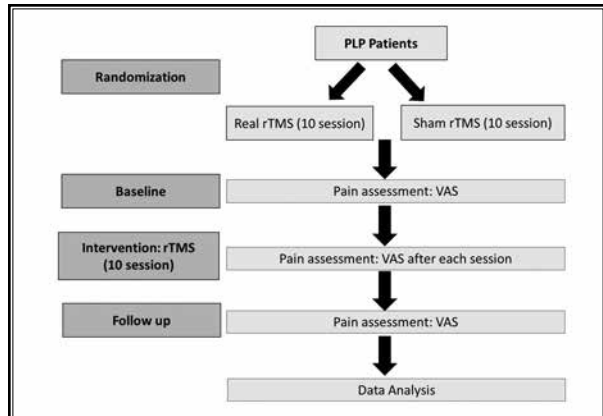 PLP Patients
Randomization
Real rTMS (10 session)
Sham rTMS (10 session)
Baseline
Pain assessment: VAS
Intervention: rTMS
(10 session)
Pain assessment: VAS after each session
Follow up
Pain assessment: VAS
Data Analysis